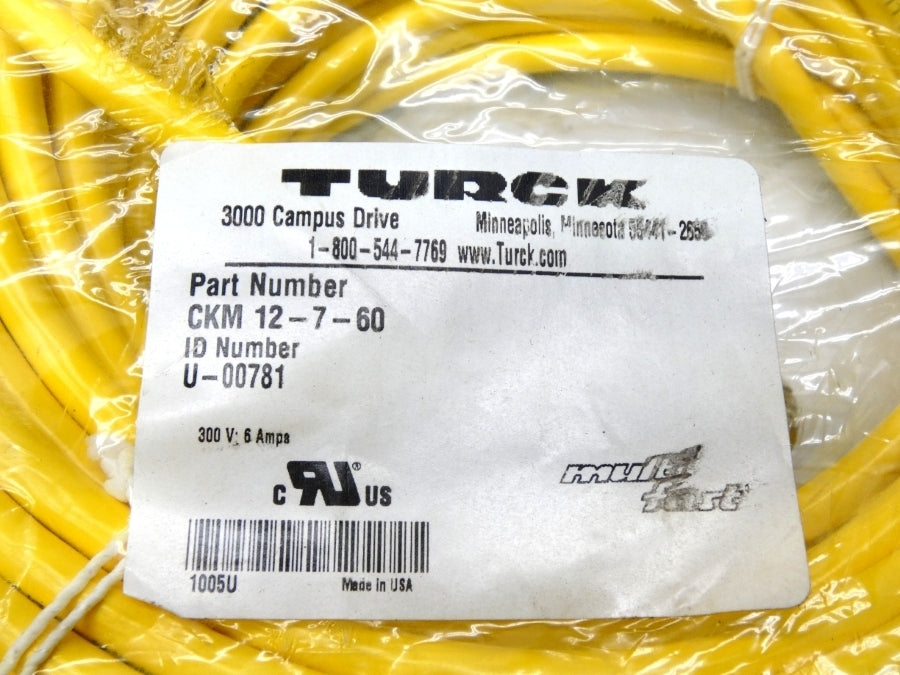 TURCK
3000 Campus Drive Minneapolis, Minnesota
1-800-544-7769 www.Turck.com
Part Number
CKM 12-7-60
ID Number
U-00781
300 V; 6 Amps
C RU® US
multi
fast
1005U Made in USA